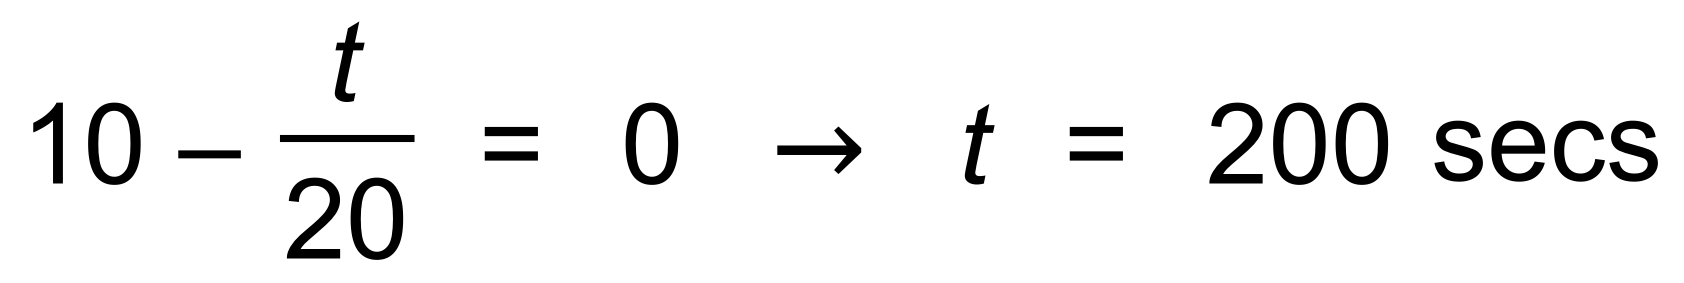 10 – t/20 = 0 → t = 200 secs